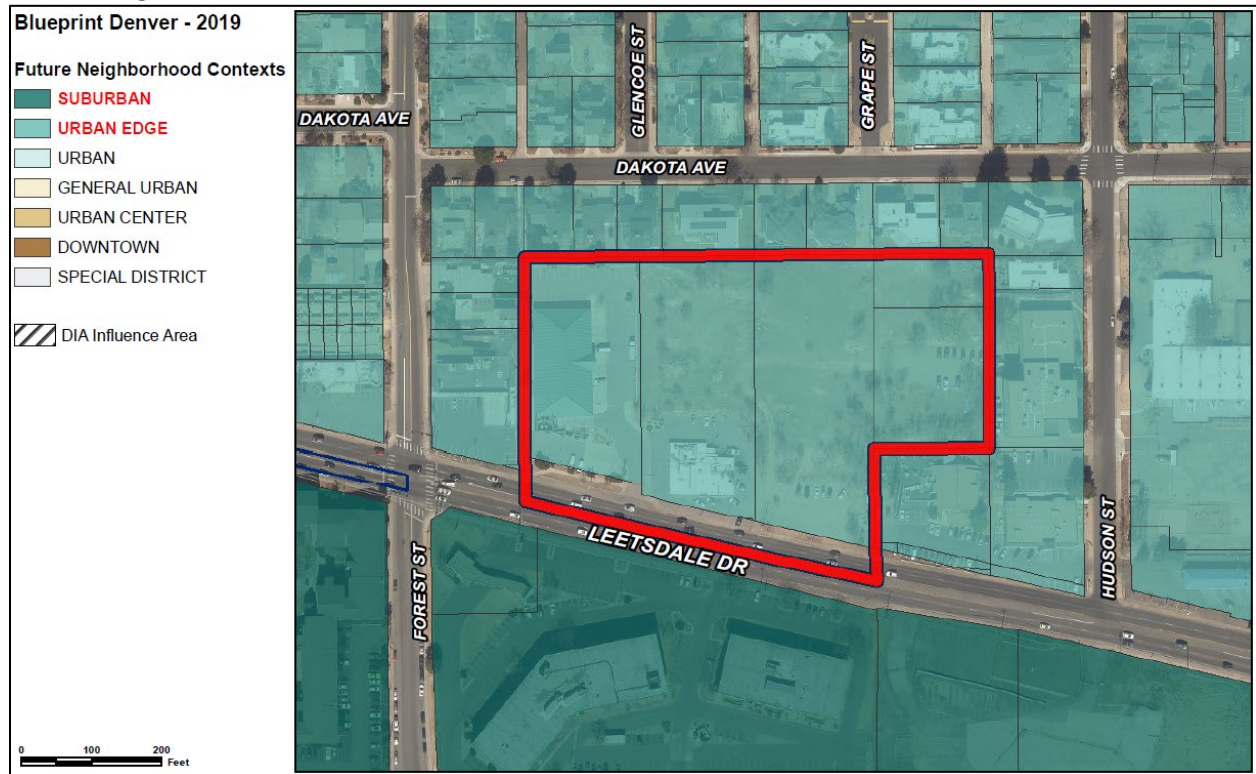 Blueprint Denver - 2019
Future Neighborhood Contexts
SUBURBAN
URBAN EDGE
URBAN
GENERAL URBAN
URBAN CENTER
DOWNTOWN
SPECIAL DISTRICT
DIA Influence Area
0 100 200
Feet
GLENCOE ST
GRAPE ST
DAKOTA AVE
DAKOTA AVE
LEETSDALE DR
FOREST ST
HUDSON ST